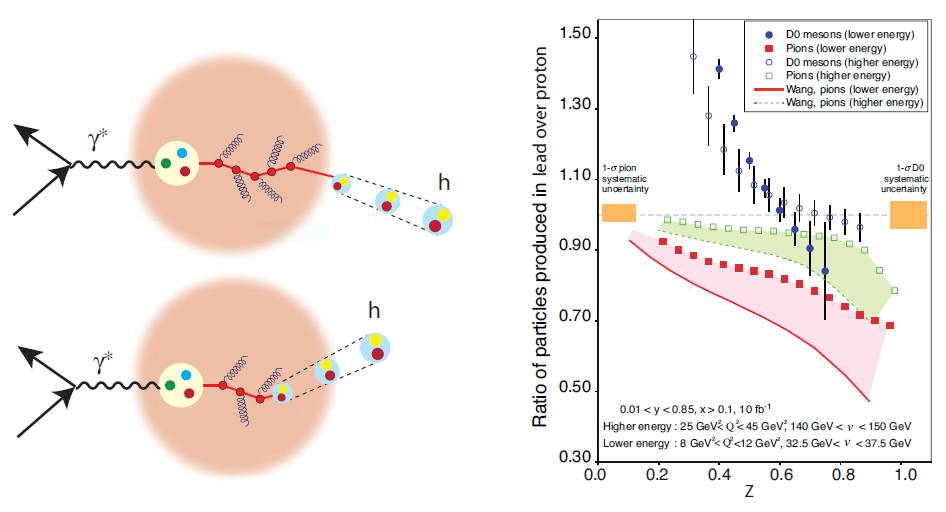 γ*
h
γ*
h
Ratio of particles produced in lead over proton
1.50
1.30
1.10
0.90
0.70
0.50
0.30
0.0
0.2
0.4
0.6
0.8
1.0
Z
D0 mesons (lower energy)
Pions (lower energy)
D0 mesons (higher energy)
Pions (higher energy)
Wang, pions (lower energy)
Wang, pions (higher energy)
1-σ pion
systematic
uncertainty
1-σ D0
systematic
uncertainty
0.01 < y < 0.85, x > 0.1, 10 fb⁻¹
Higher energy : 25 GeV²< Q²<45 GeV², 140 GeV < ν < 150 GeV
Lower energy : 8 GeV²< Q²<12 GeV², 32.5 GeV< ν <37.5 GeV